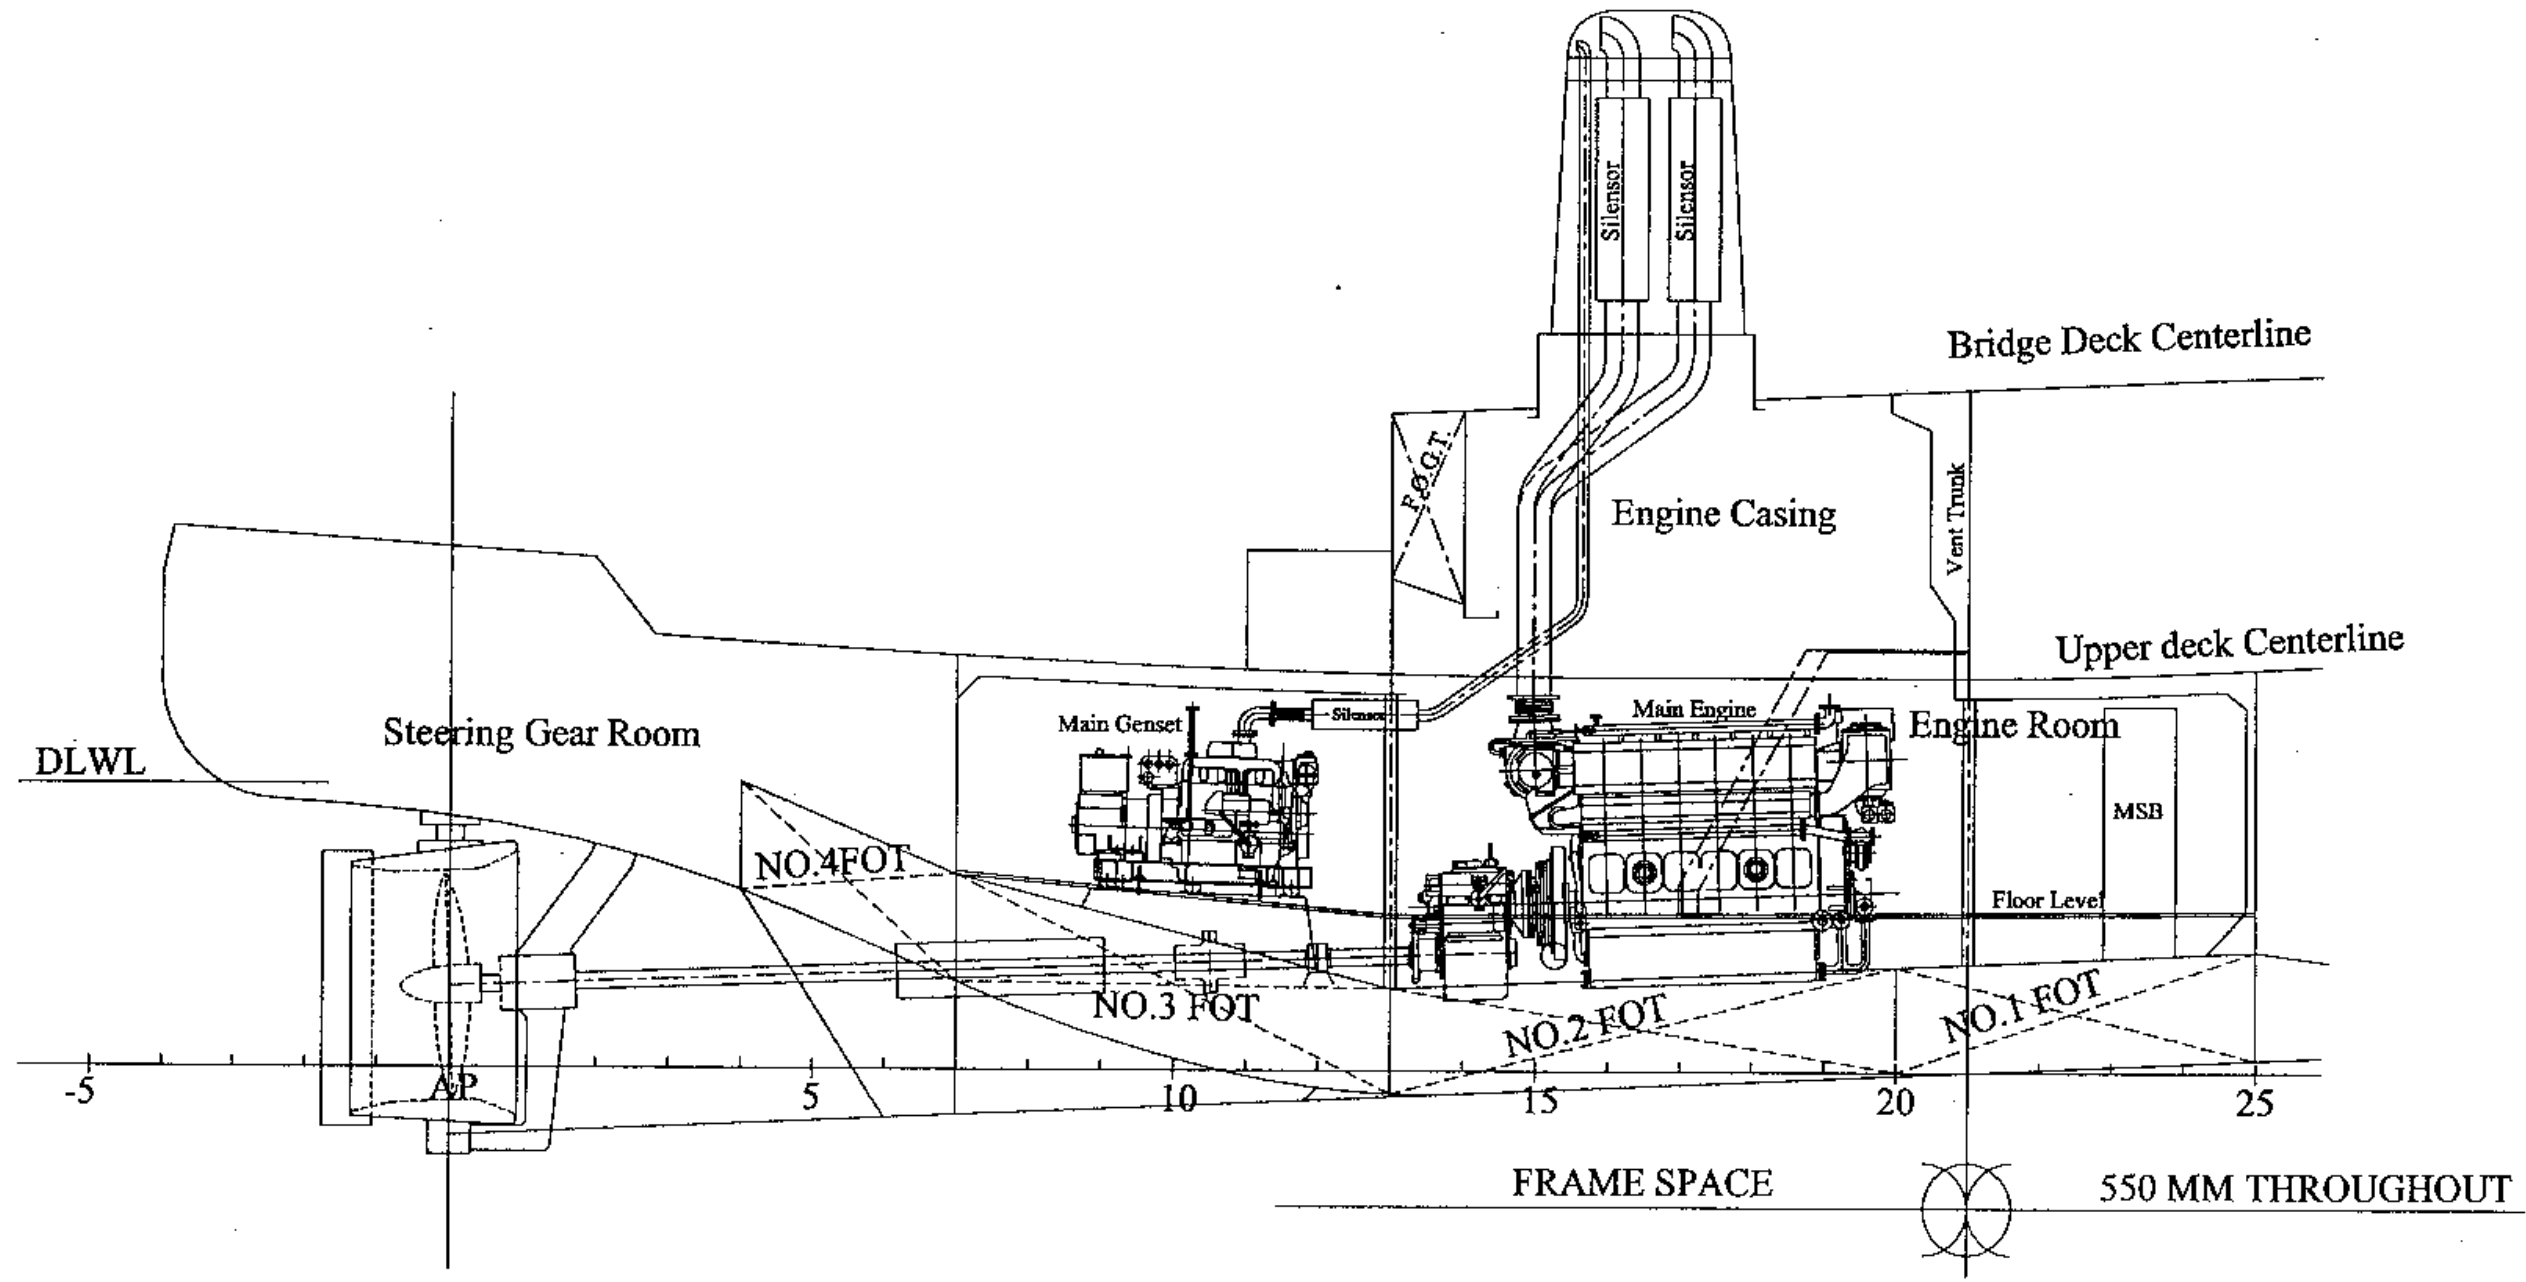 Silensor
Silensor
Bridge Deck Centerline
F.O.G.T.
Engine Casing
Vent Trunk
Upper deck Centerline
Main Genset
Silensor
Main Engine
Engine Room
Steering Gear Room
DLWL
MSB
NO.4FOT
Floor Level
NO.3 FOT
NO.2 FOT
NO.1 FOT
-5
AP
5
10
15
20
25
FRAME SPACE
550 MM THROUGHOUT